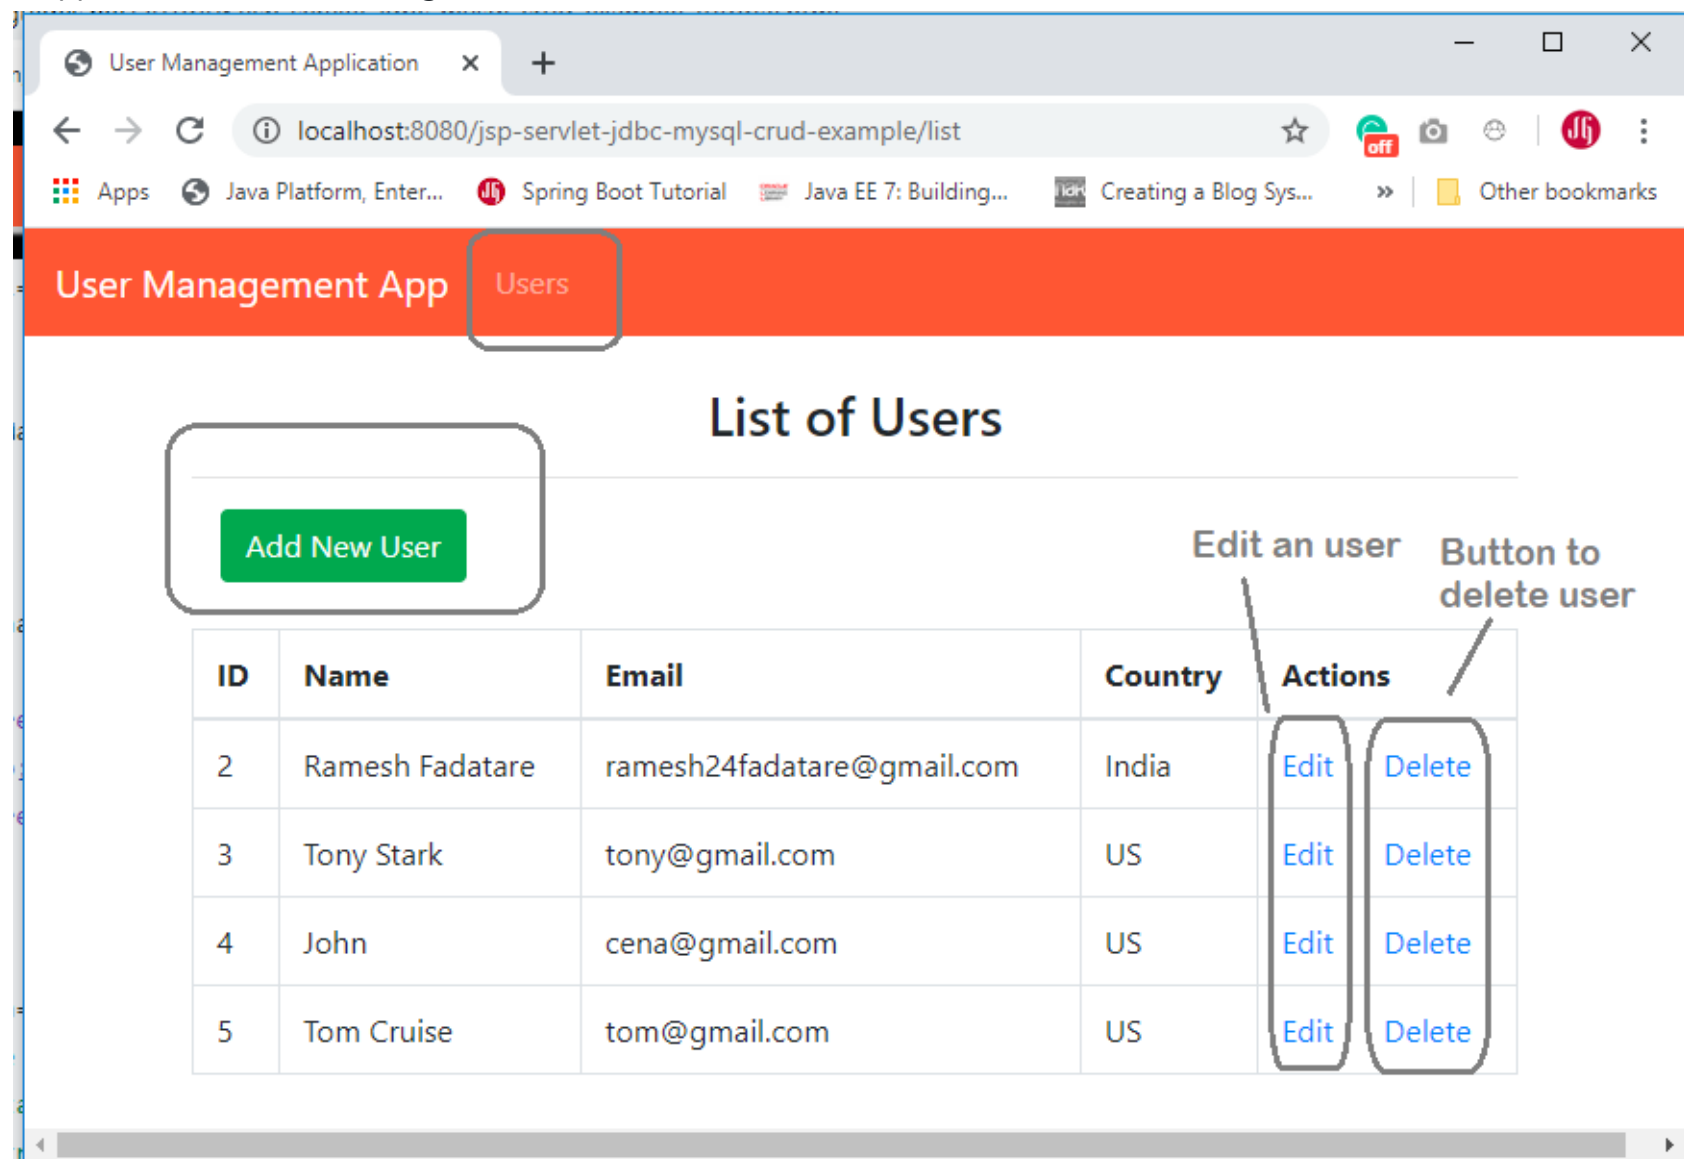 User Management Application
localhost:8080/jsp-servlet-jdbc-mysql-crud-example/list
off
Apps Java Platform, Enter... Spring Boot Tutorial Java EE 7: Building... Creating a Blog Sys... » Other bookmarks
User Management App Users
List of Users
Add New User
Edit an user
Button to
delete user
ID Name Email Country Actions
2 Ramesh Fadatare ramesh24fadatare@gmail.com India Edit Delete
3 Tony Stark tony@gmail.com US Edit Delete
4 John cena@gmail.com US Edit Delete
5 Tom Cruise tom@gmail.com US Edit Delete